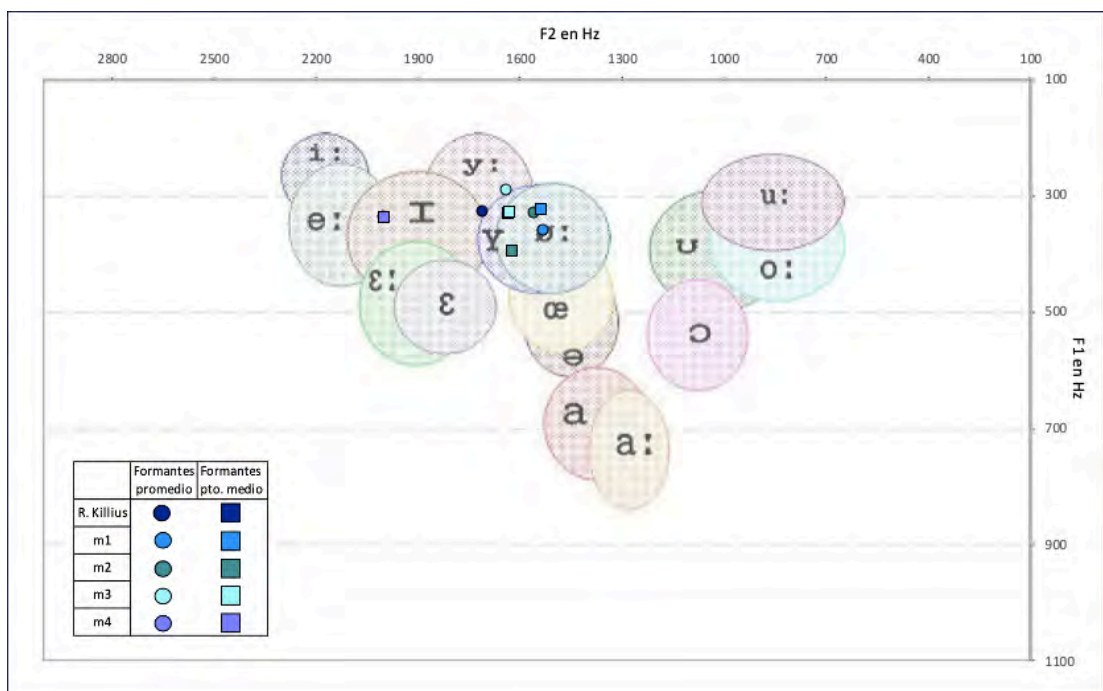 F2 en Hz
2800 2500 2200 1900 1600 1300 1000 700 400 100
100
300
500
700
900
1100
F1 en Hz
i:
y:
e:
ɪ
ʏ
ø:
u:
ʊ
o:
ɛ:
ɛ
œ
ɔ
ə
a
a:
Formantes promedio Formantes pto. medio
R. Killius
m1
m2
m3
m4